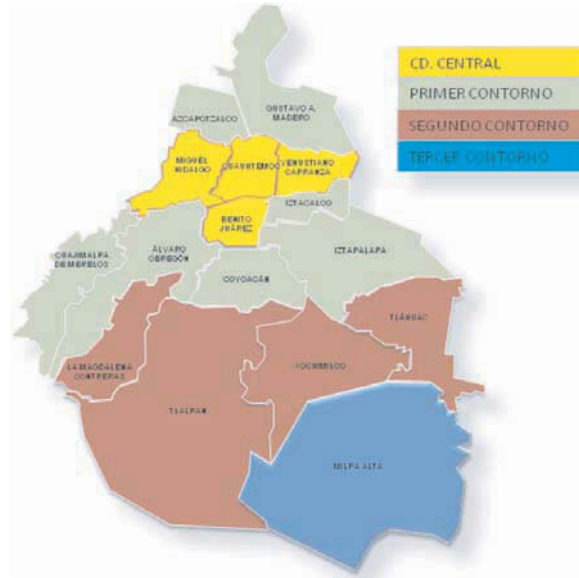 CD. CENTRAL
PRIMER CONTORNO
SEGUNDO CONTORNO
TERCER CONTORNO
GUSTAVO A.
MADERO
AZCAPOTZALCO
MIGUEL
HIDALGO
CUAUHTEMOC
VENUSTIANO
CARRANZA
IZTACALCO
BENITO
JUÁREZ
CUAJIMALPA
DE MORELOS
ÁLVARO
OBREGÓN
IZTAPALAPA
COYOACÁN
TLÁHUAC
LA MAGDALENA
CONTRERAS
XOCHIMILCO
TLALPAN
MILPA ALTA